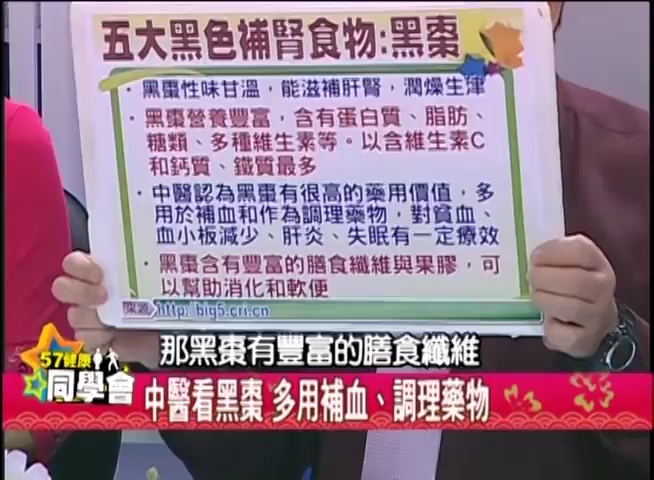 五大黑色補腎食物:黑棗
·黑棗性味甘溫,能滋補肝腎,潤燥生津
·黑棗營養豐富,含有蛋白質、脂肪、
糖類、多種維生素等。以含維生素C
和鈣質、鐵質最多
·中醫認為黑棗有很高的藥用價值,多
用於補血和作為調理藥物,對貧血、
血小板減少、肝炎、失眠有一定療效
·黑棗含有豐富的膳食纖維與果膠,可
以幫助消化和軟便
來源 http://big5.cri.cn
那黑棗有豐富的膳食纖維
57健康
同學會
中醫看黑棗 多用補血、調理藥物